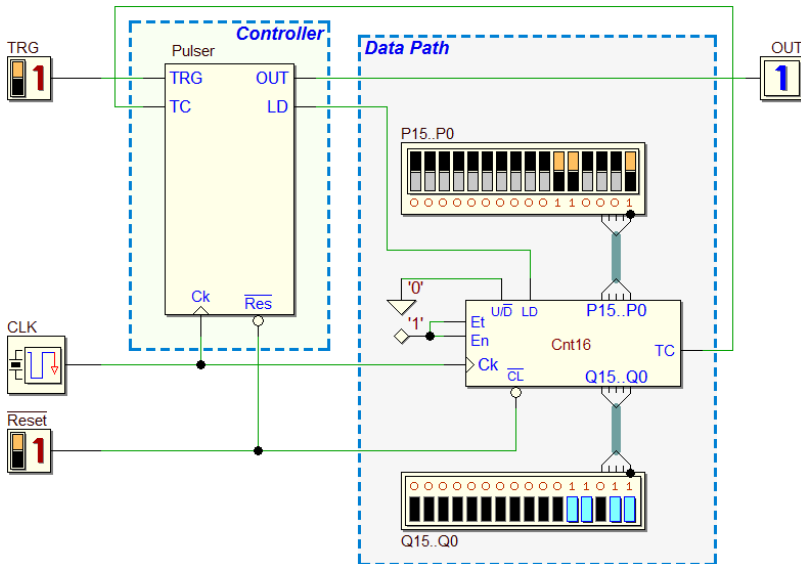 Controller
Pulser
TRG
1
TRG
OUT
TC
LD
Ck
R̅e̅s̅
Data Path
OUT
1
P15..P0
0 0 0 0 0 0 0 0 0 0 1 1 0 0 0 1
'0'
'1'
U/D̅
LD
P15..P0
Et
En
Cnt16
TC
Ck
C̅L̅
Q15..Q0
CLK
R̅e̅s̅e̅t̅
1
0 0 0 0 0 0 0 0 0 0 0 1 1 0 1 1
Q15..Q0